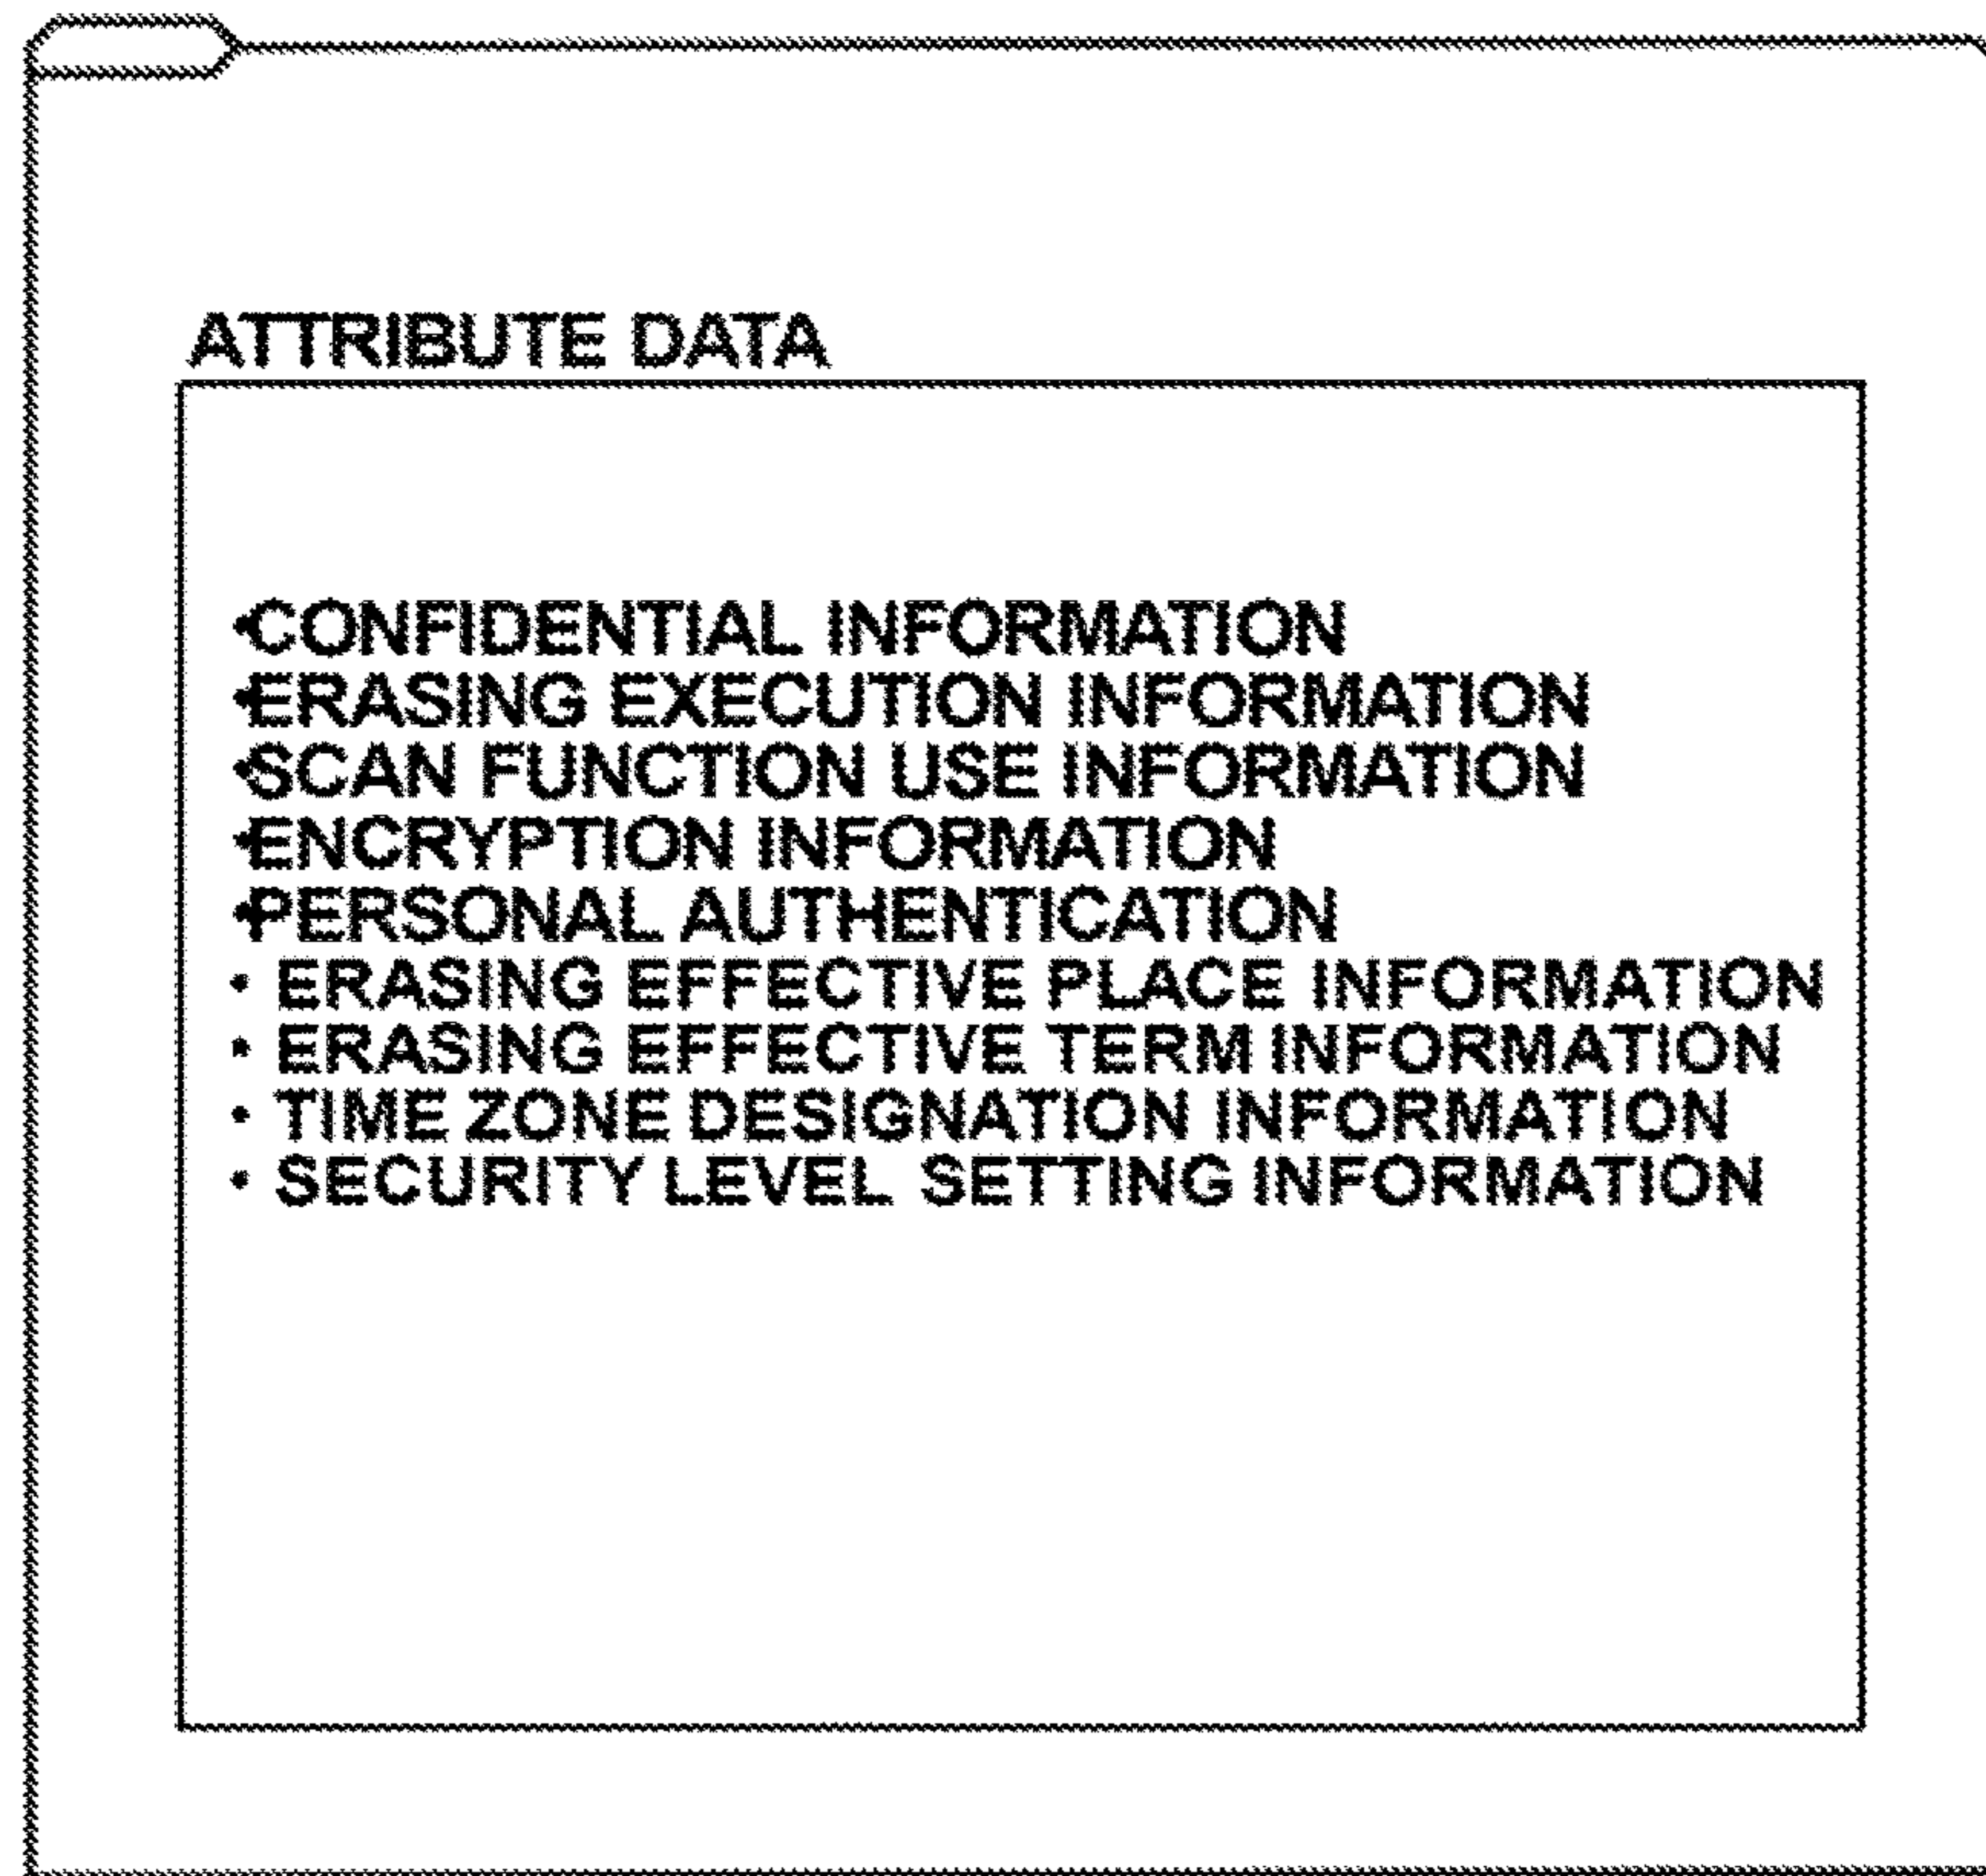 ATTRIBUTE DATA
・CONFIDENTIAL INFORMATION
・ERASING EXECUTION INFORMATION
・SCAN FUNCTION USE INFORMATION
・ENCRYPTION INFORMATION
・PERSONAL AUTHENTICATION
・ERASING EFFECTIVE PLACE INFORMATION
・ERASING EFFECTIVE TERM INFORMATION
・TIME ZONE DESIGNATION INFORMATION
・SECURITY LEVEL SETTING INFORMATION